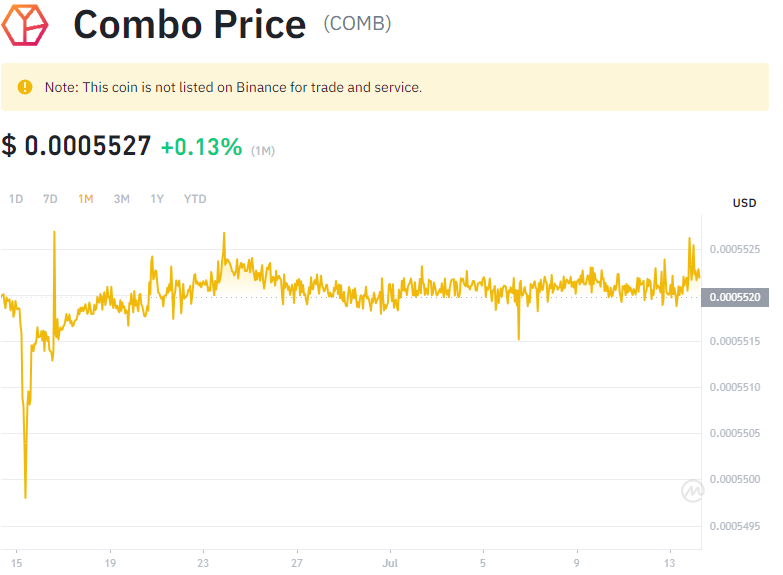 Combo Price (COMB)
Note: This coin is not listed on Binance for trade and service.
$ 0.0005527 +0.13% (1M)
1D 7D 1M 3M 1Y YTD
USD
0.0005525
0.0005520
0.0005515
0.0005510
0.0005505
0.0005500
0.0005495
15 19 23 27 Jul 5 9 13